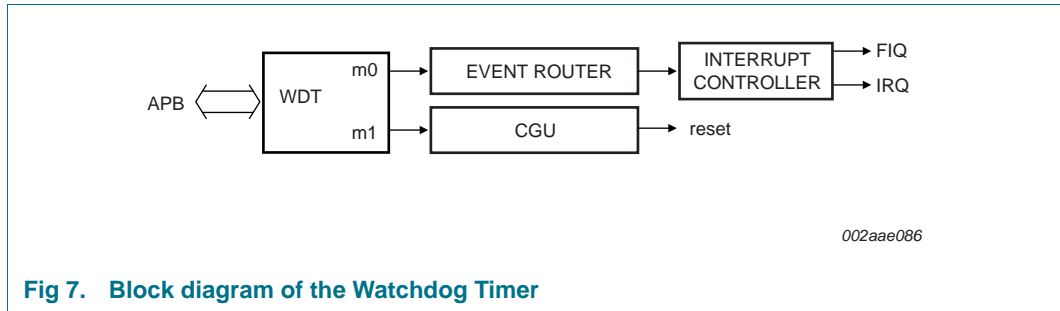 APB
WDT
m0
m1
EVENT ROUTER
CGU
INTERRUPT
CONTROLLER
FIQ
IRQ
reset
002aae086
Fig 7. Block diagram of the Watchdog Timer